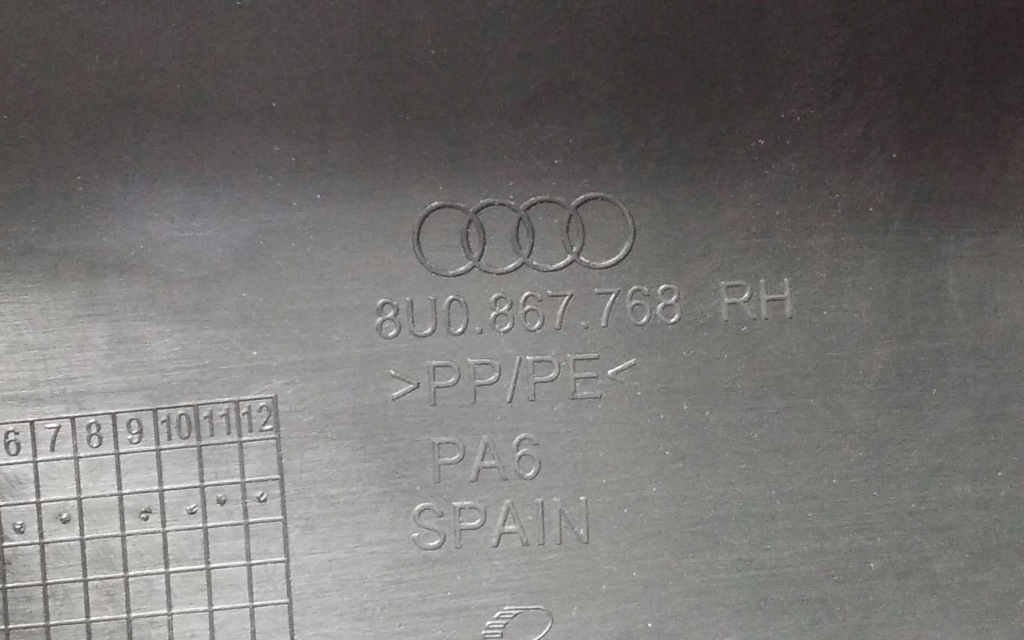 8U0.867.768 RH
>PP/PE<
PA6
SPAIN
6 7 8 9 10 11 12